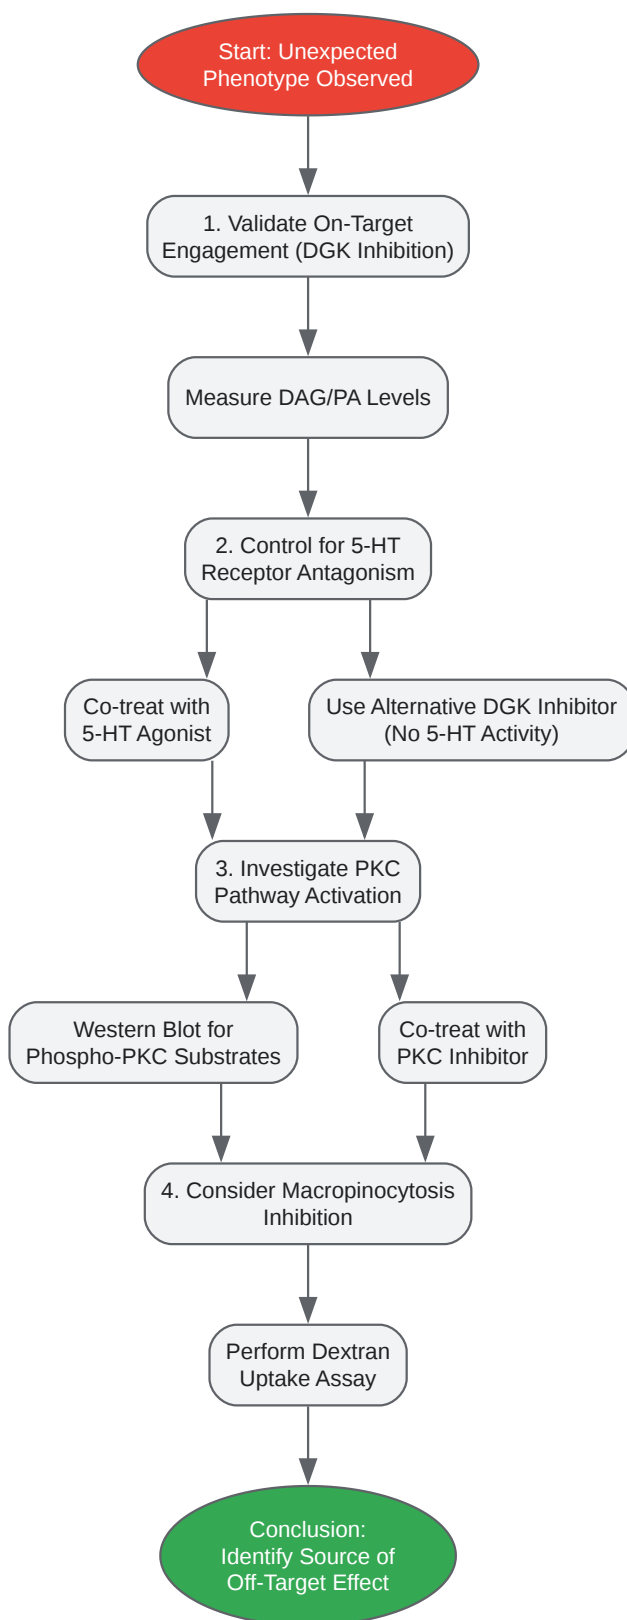 Start: Unexpected
Phenotype Observed
1. Validate On-Target
Engagement (DGK Inhibition)
Measure DAG/PA Levels
2. Control for 5-HT
Receptor Antagonism
Co-treat with
5-HT Agonist
Use Alternative DGK Inhibitor
(No 5-HT Activity)
3. Investigate PKC
Pathway Activation
Western Blot for
Phospho-PKC Substrates
Co-treat with
PKC Inhibitor
4. Consider Macropinocytosis
Inhibition
Perform Dextran
Uptake Assay
Conclusion:
Identify Source of
Off-Target Effect